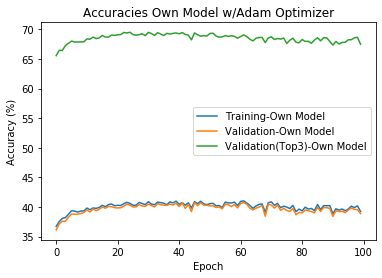 Accuracies Own Model w/Adam Optimizer
70
65
60
55
50
45
40
35
Accuracy (%)
Training-Own Model
Validation-Own Model
Validation(Top3)-Own Model
0 20 40 60 80 100
Epoch